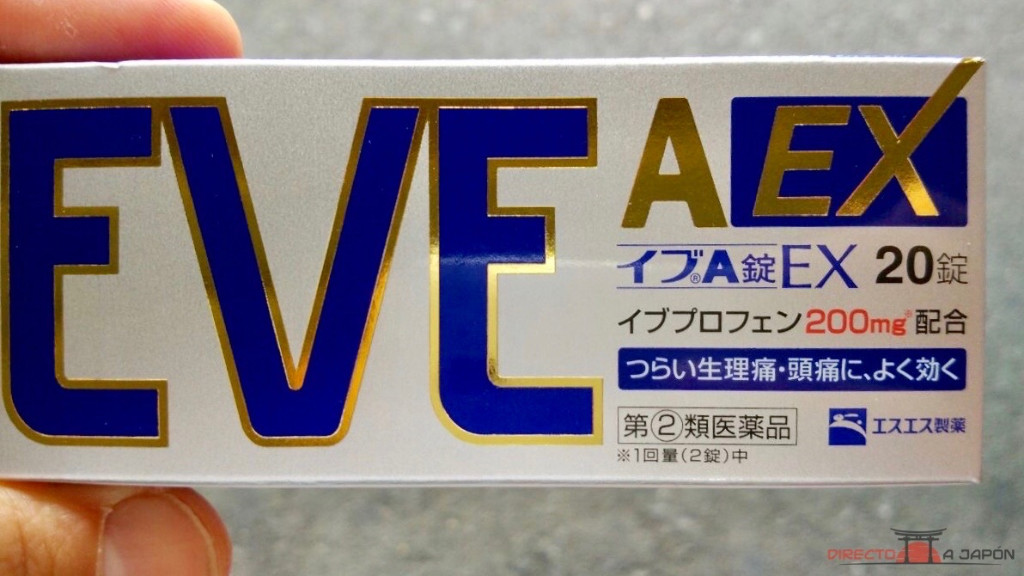 EVE A EX
イブ®A錠EX 20錠
イブプロフェン200mg※配合
つらい生理痛・頭痛に、よく効く
第②類医薬品
エスエス製薬
※1回量(2錠)中
DIRECTO A JAPÓN